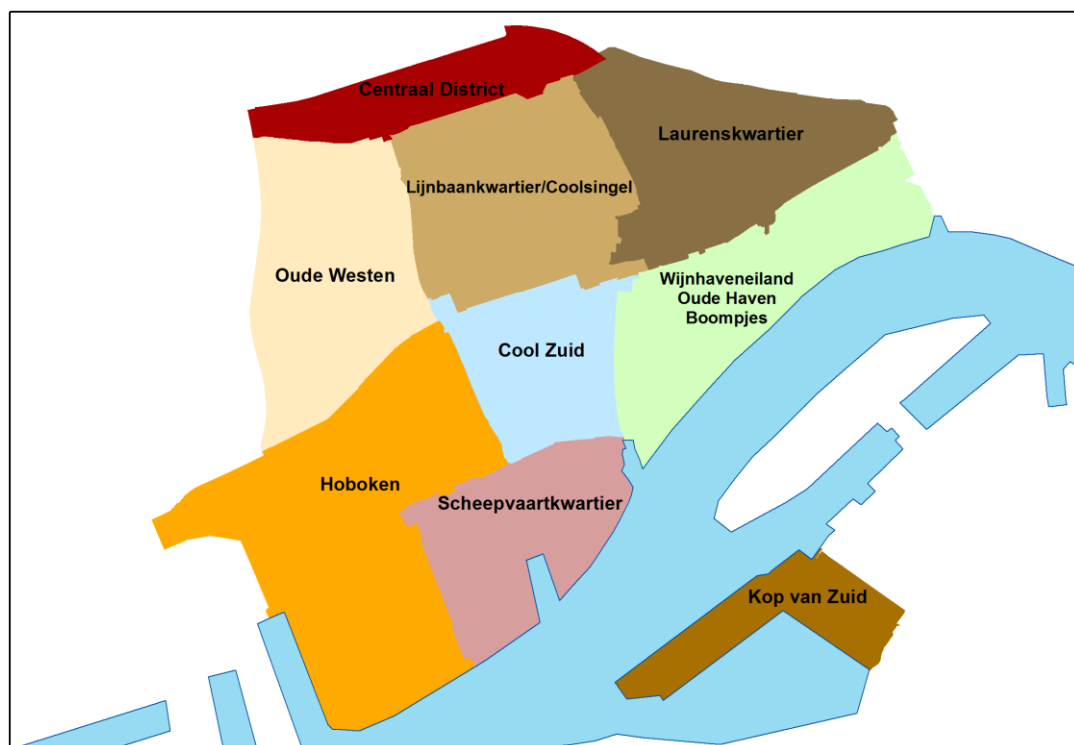 Centraal District
Laurenskwartier
Lijnbaankwartier/Coolsingel
Oude Westen
Wijnhaveneiland
Oude Haven
Boompjes
Cool Zuid
Hoboken
Scheepvaartkwartier
Kop van Zuid